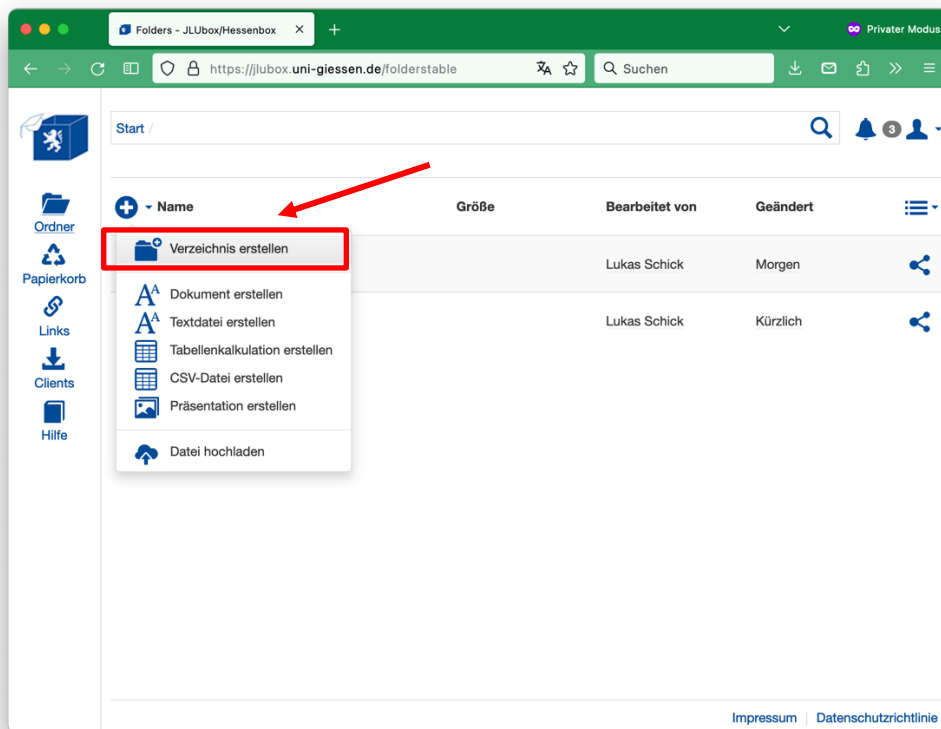 Folders - JLUbox/Hessenbox
Privater Modus
https://jlubox.uni-giessen.de/folderstable
Suchen
Start /
3
Ordner
Papierkorb
Links
Clients
Hilfe
Name Größe Bearbeitet von Geändert
Verzeichnis erstellen
Lukas Schick Morgen
Dokument erstellen
Textdatei erstellen
Lukas Schick Kürzlich
Tabellenkalkulation erstellen
CSV-Datei erstellen
Präsentation erstellen
Datei hochladen
Impressum | Datenschutzrichtlinie